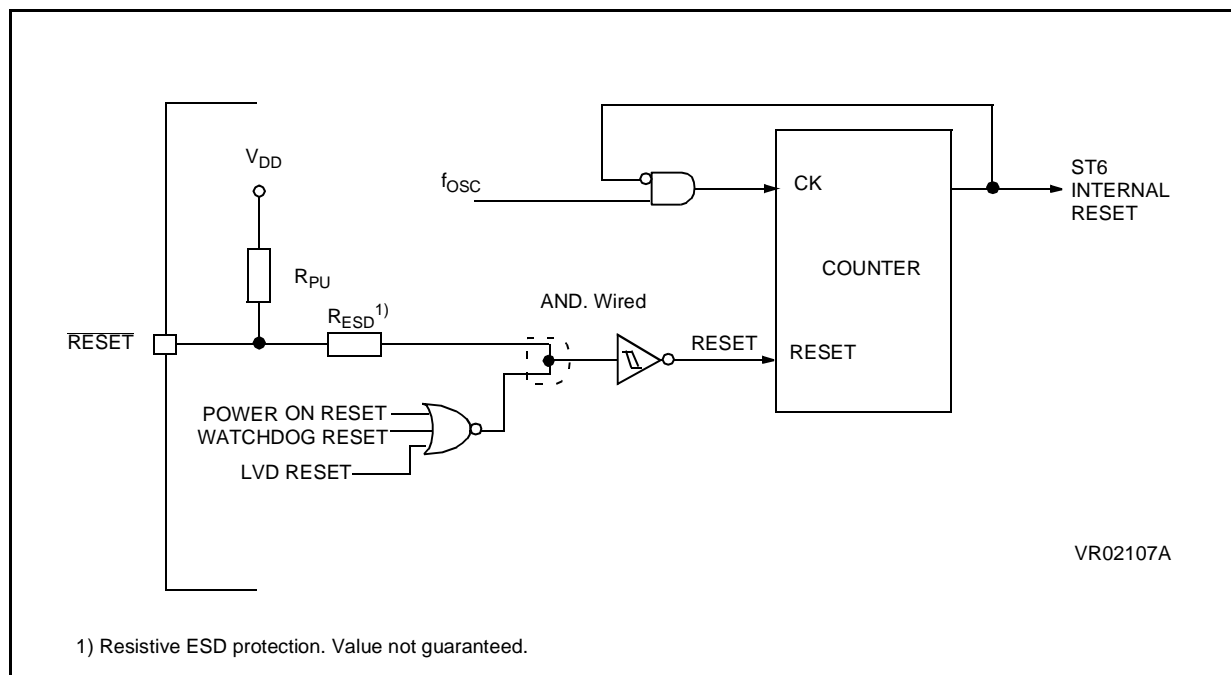 V_DD
f_OSC
CK
ST6
INTERNAL
RESET
R_PU
COUNTER
AND. Wired
R_ESD 1)
RESET
RESET
RESET
POWER ON RESET
WATCHDOG RESET
LVD RESET
VR02107A
1) Resistive ESD protection. Value not guaranteed.